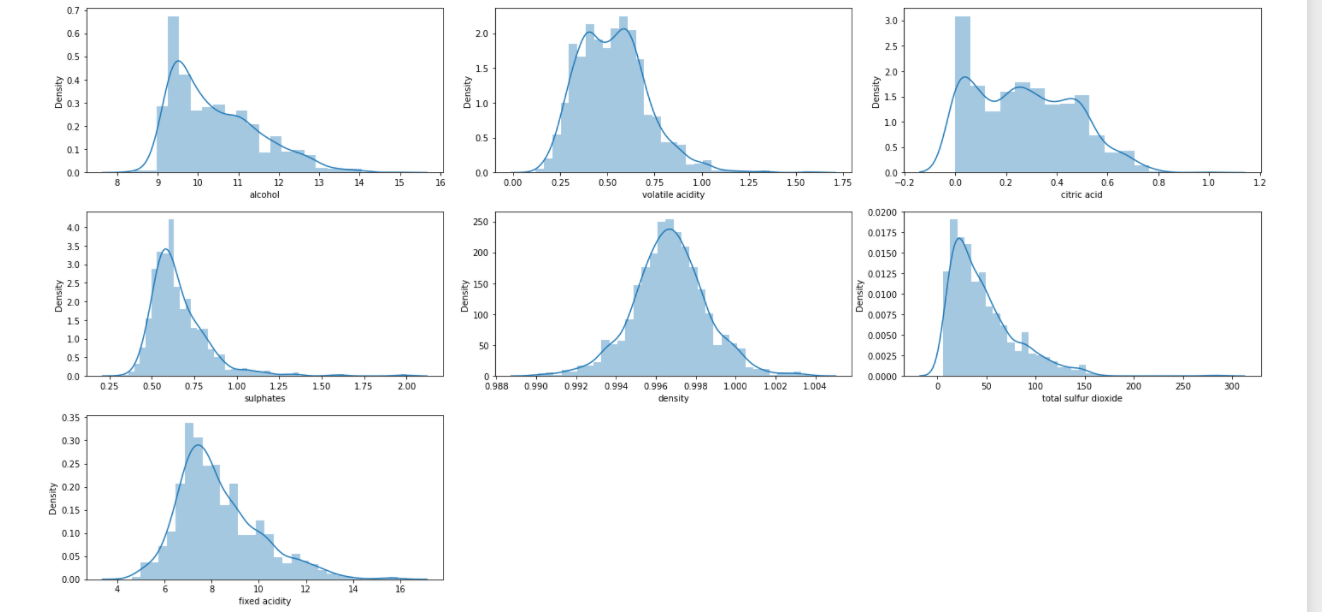 0.7
0.6
0.5
0.4
0.3
0.2
0.1
0.0
Density
8 9 10 11 12 13 14 15 16
alcohol
2.0
1.5
1.0
0.5
0.0
Density
0.00 0.25 0.50 0.75 1.00 1.25 1.50 1.75
volatile acidity
3.0
2.5
2.0
1.5
1.0
0.5
0.0
Density
−0.2 0.0 0.2 0.4 0.6 0.8 1.0 1.2
citric acid
4.0
3.5
3.0
2.5
2.0
1.5
1.0
0.5
0.0
Density
0.25 0.50 0.75 1.00 1.25 1.50 1.75 2.00
sulphates
250
200
150
100
50
0
Density
0.988 0.990 0.992 0.994 0.996 0.998 1.000 1.002 1.004
density
0.0200
0.0175
0.0150
0.0125
0.0100
0.0075
0.0050
0.0025
0.0000
Density
0 50 100 150 200 250 300
total sulfur dioxide
0.35
0.30
0.25
0.20
0.15
0.10
0.05
0.00
Density
4 6 8 10 12 14 16
fixed acidity